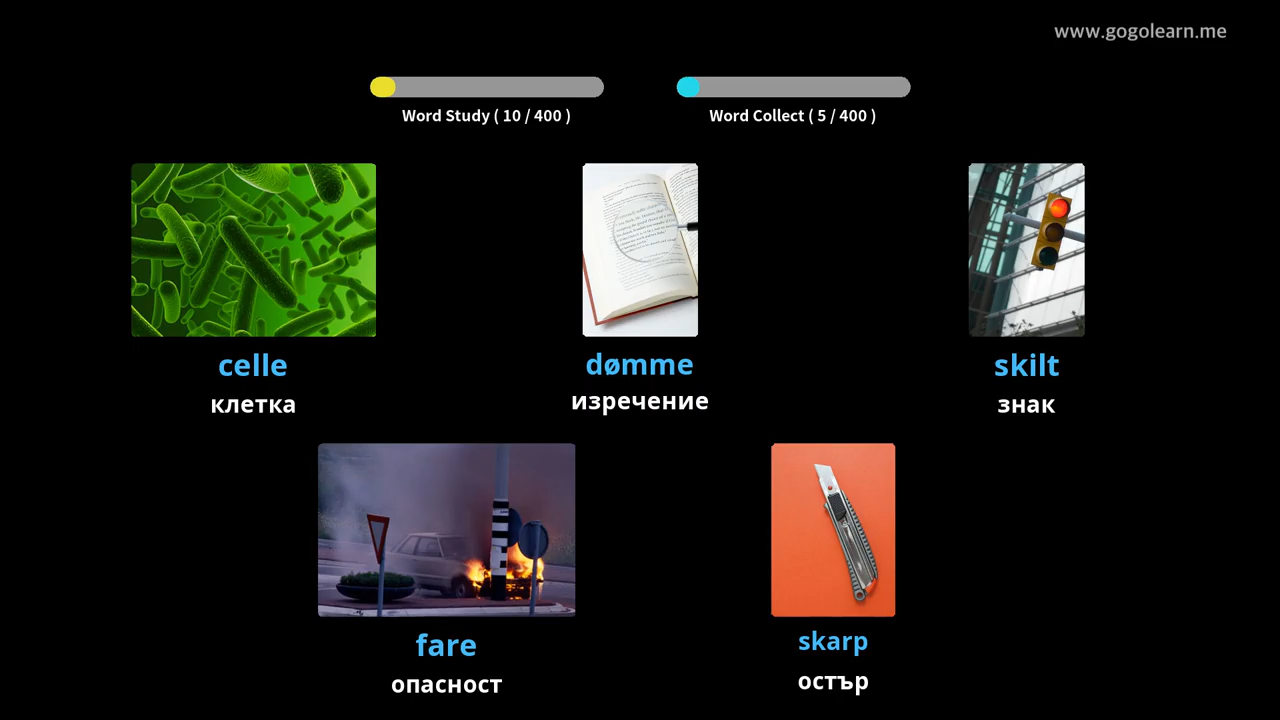 www.gogolearn.me
Word Study ( 10 / 400 )
Word Collect ( 5 / 400 )
celle
клетка
dømme
изречение
skilt
знак
fare
опасност
skarp
остър